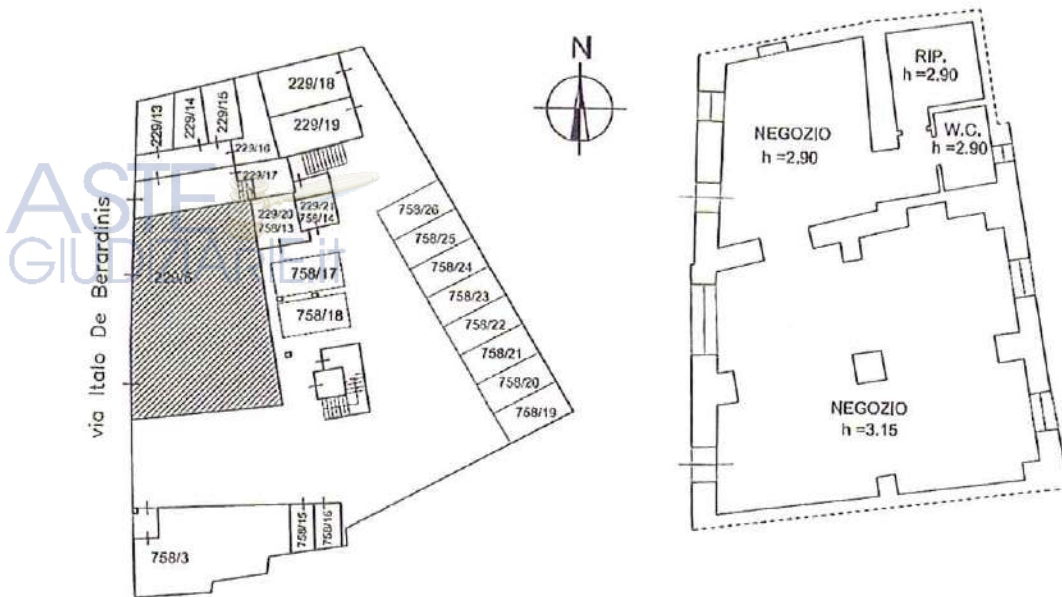 229/13
229/14
229/15
229/18
229/19
229/16
229/17
229/20
758/13
229/21
758/14
229/5
758/17
758/18
758/26
758/25
758/24
758/23
758/22
758/21
758/20
758/19
758/3
758/15
758/16
via Italo De Berardinis
ASTE
GIUDIZIARIE.it
N
NEGOZIO
h =2.90
RIP.
h =2.90
W.C.
h =2.90
NEGOZIO
h =3.15